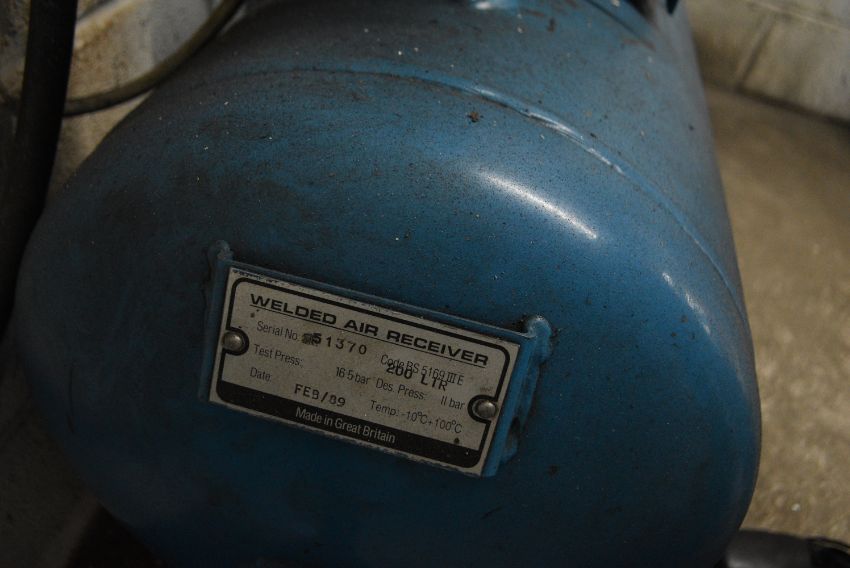 WELDED AIR RECEIVER
Serial No. 51370 Code BS 5169 III E
200 LTR
Test Press: 16·5 bar Des. Press: 11 bar
Date FEB/89 Temp: -10°C+100°C
Made in Great Britain